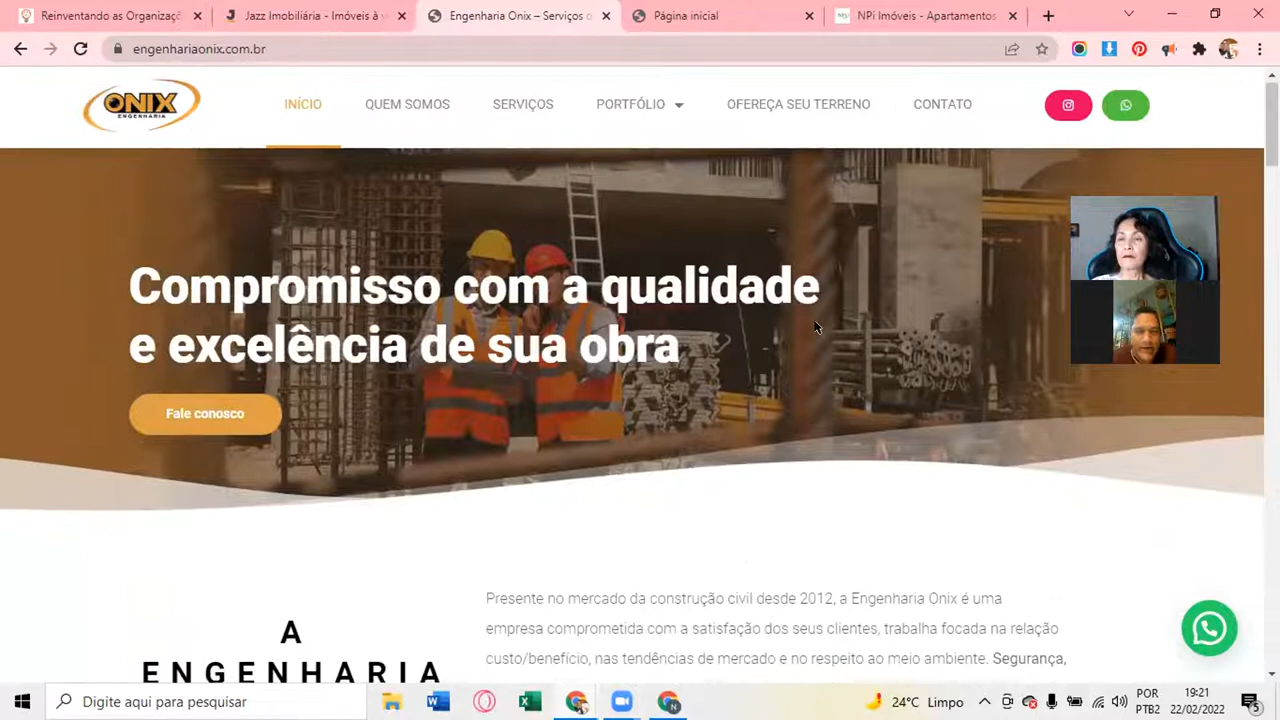 Reinventando as Organizaçõ
Jazz Imobiliária - Imóveis à v
Engenharia Onix – Serviços d
Página inicial
NPi Imóveis - Apartamentos
engenhariaonix.com.br
ONIX
ENGENHARIA
INÍCIO
QUEM SOMOS
SERVIÇOS
PORTFÓLIO
OFEREÇA SEU TERRENO
CONTATO
Compromisso com a qualidade
e excelência de sua obra
Fale conosco
A
ENGENHARIA
Presente no mercado da construção civil desde 2012, a Engenharia Onix é uma
empresa comprometida com a satisfação dos seus clientes, trabalha focada na relação
custo/benefício, nas tendências de mercado e no respeito ao meio ambiente. Segurança,
Digite aqui para pesquisar
24°C Limpo
POR
PTB2
19:21
22/02/2022
5